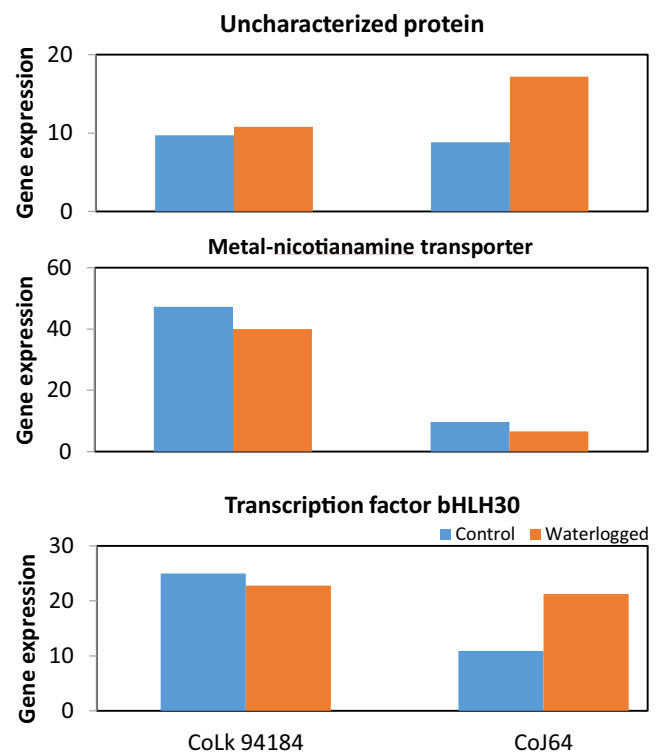 Uncharacterized protein
Gene expression
20
10
0
Metal-nicotianamine transporter
Gene expression
60
40
20
0
Transcription factor bHLH30
Control Waterlogged
Gene expression
30
20
10
0
CoLk 94184 CoJ64